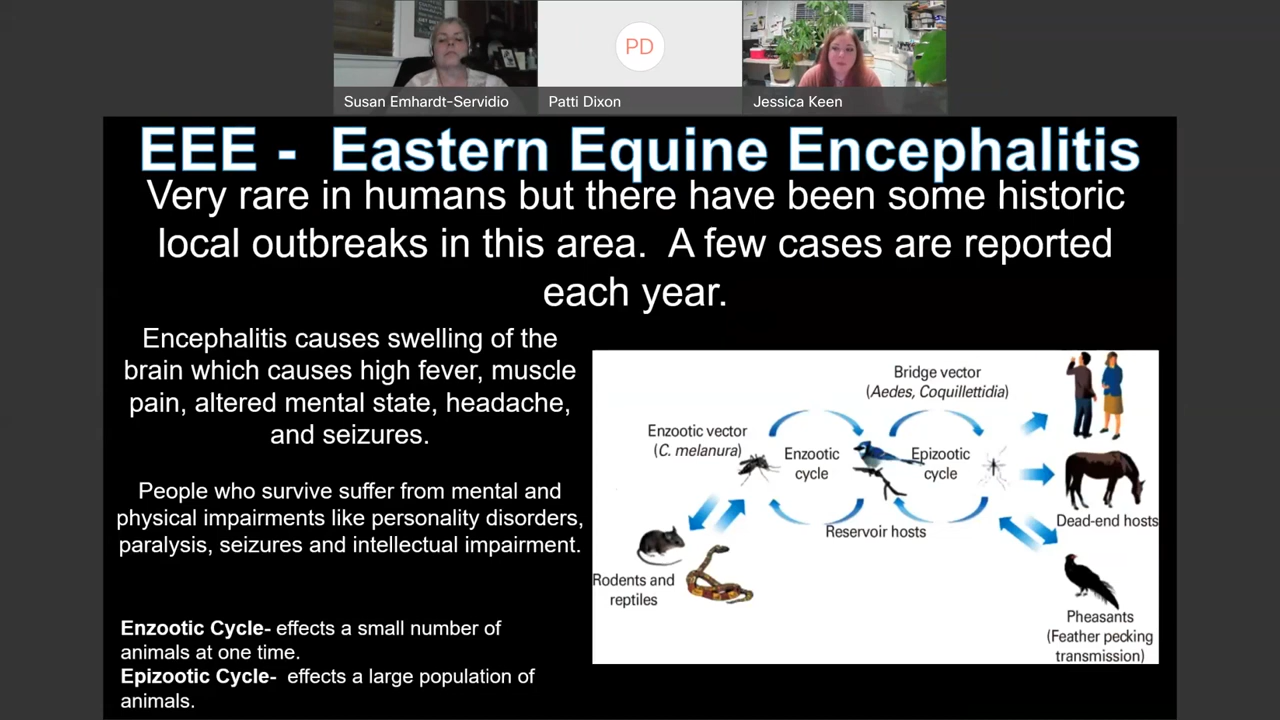 PD
Susan Emhardt-Servidio
Patti Dixon
Jessica Keen
EEE - Eastern Equine Encephalitis
Very rare in humans but there have been some historic
local outbreaks in this area. A few cases are reported
each year.
Encephalitis causes swelling of the
brain which causes high fever, muscle
pain, altered mental state, headache,
and seizures.
People who survive suffer from mental and
physical impairments like personality disorders,
paralysis, seizures and intellectual impairment.
Enzootic Cycle- effects a small number of
animals at one time.
Epizootic Cycle- effects a large population of
animals.
Bridge vector
(Aedes, Coquillettidia)
Enzootic vector
(C. melanura)
Enzootic
cycle
Epizootic
cycle
Reservoir hosts
Dead-end hosts
Rodents and
reptiles
Pheasants
(Feather pecking
transmission)